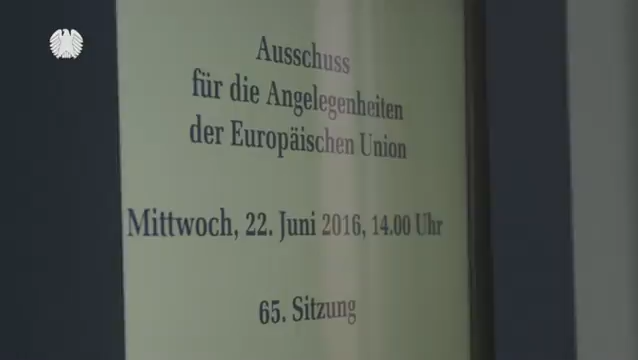 Ausschuss
für die Angelegenheiten
der Europäischen Union
Mittwoch, 22. Juni 2016, 14.00 Uhr
65. Sitzung